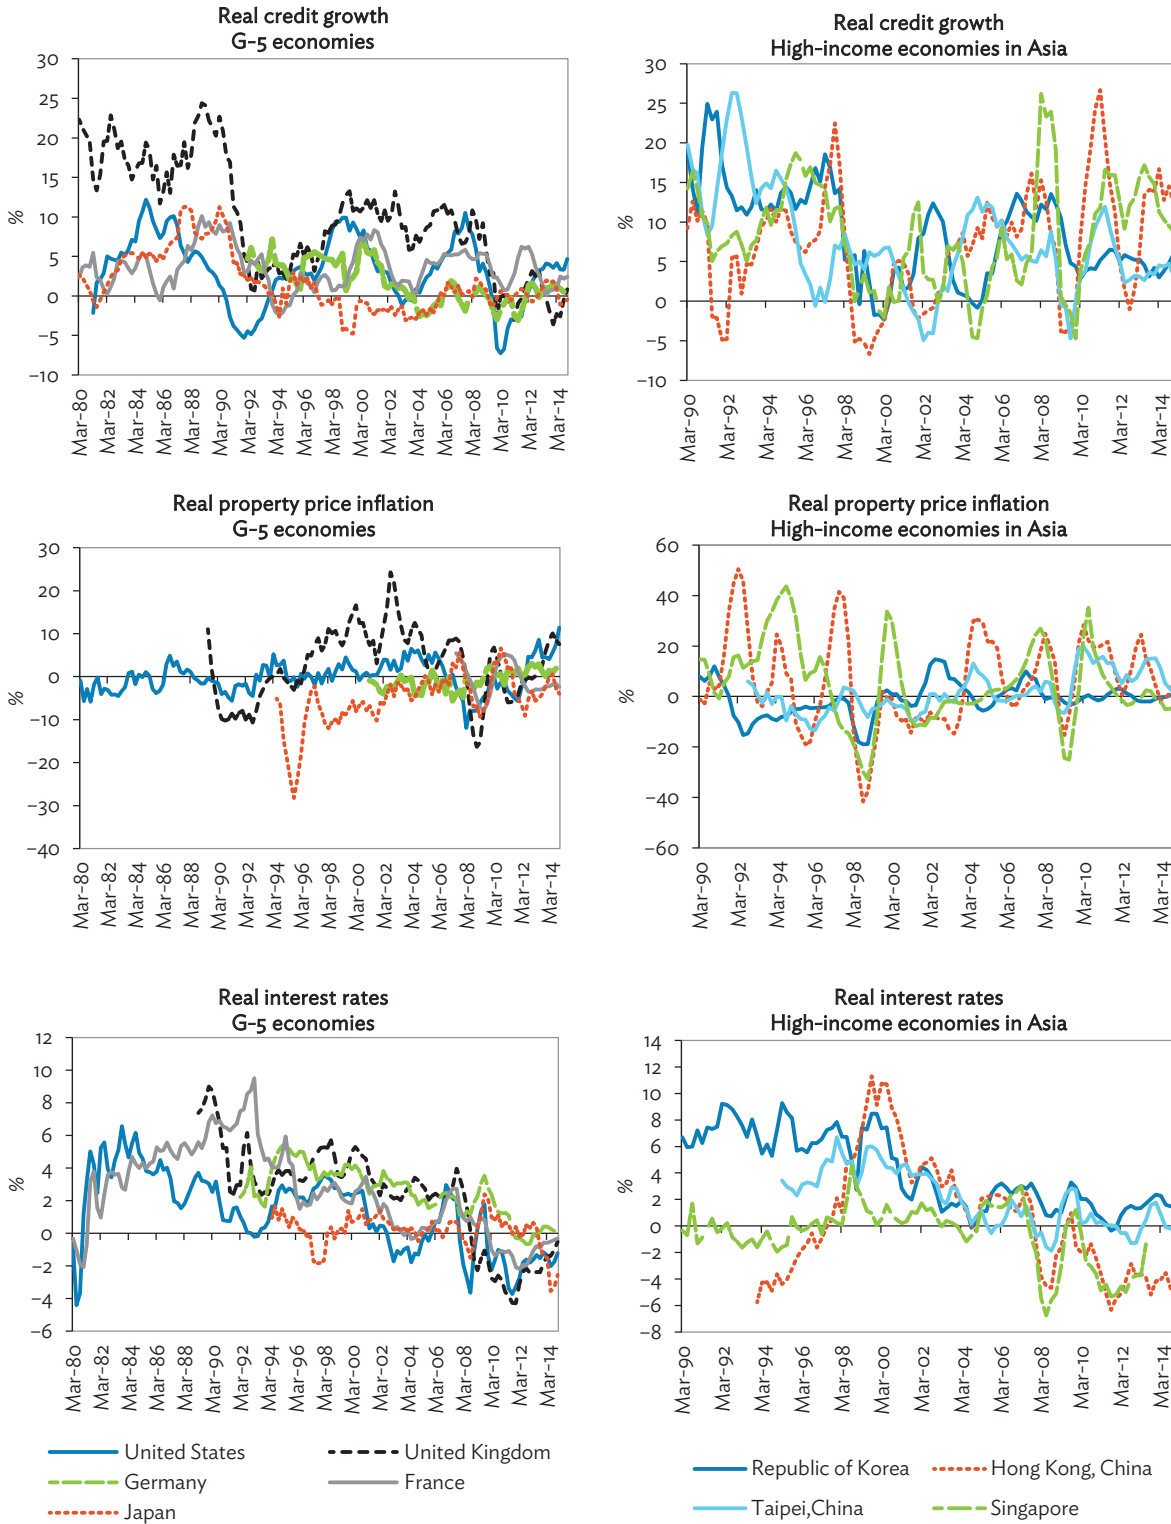 Real credit growth
G-5 economies
30
25
20
15
10
5
0
-5
-10
%
Mar-80
Mar-82
Mar-84
Mar-86
Mar-88
Mar-90
Mar-92
Mar-94
Mar-96
Mar-98
Mar-00
Mar-02
Mar-04
Mar-06
Mar-08
Mar-10
Mar-12
Mar-14
Real credit growth
High-income economies in Asia
30
25
20
15
10
5
0
-5
-10
%
Mar-90
Mar-92
Mar-94
Mar-96
Mar-98
Mar-00
Mar-02
Mar-04
Mar-06
Mar-08
Mar-10
Mar-12
Mar-14
Real property price inflation
G-5 economies
30
20
10
0
-10
-20
-30
-40
%
Mar-80
Mar-82
Mar-84
Mar-86
Mar-88
Mar-90
Mar-92
Mar-94
Mar-96
Mar-98
Mar-00
Mar-02
Mar-04
Mar-06
Mar-08
Mar-10
Mar-12
Mar-14
Real property price inflation
High-income economies in Asia
60
40
20
0
-20
-40
-60
%
Mar-90
Mar-92
Mar-94
Mar-96
Mar-98
Mar-00
Mar-02
Mar-04
Mar-06
Mar-08
Mar-10
Mar-12
Mar-14
Real interest rates
G-5 economies
12
10
8
6
4
2
0
-2
-4
-6
%
Mar-80
Mar-82
Mar-84
Mar-86
Mar-88
Mar-90
Mar-92
Mar-94
Mar-96
Mar-98
Mar-00
Mar-02
Mar-04
Mar-06
Mar-08
Mar-10
Mar-12
Mar-14
Real interest rates
High-income economies in Asia
14
12
10
8
6
4
2
0
-2
-4
-6
-8
%
Mar-90
Mar-92
Mar-94
Mar-96
Mar-98
Mar-00
Mar-02
Mar-04
Mar-06
Mar-08
Mar-10
Mar-12
Mar-14
United States
United Kingdom
Germany
France
Japan
Republic of Korea
Hong Kong, China
Taipei,China
Singapore